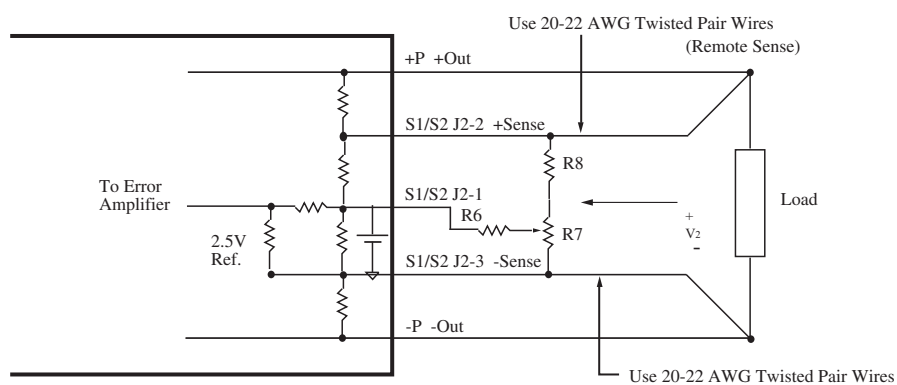 Use 20-22 AWG Twisted Pair Wires
(Remote Sense)
+P +Out
S1/S2 J2-2 +Sense
R8
To Error
Amplifier
S1/S2 J2-1
R6
R7
Load
+
V2
-
2.5V
Ref.
S1/S2 J2-3 -Sense
-P -Out
Use 20-22 AWG Twisted Pair Wires